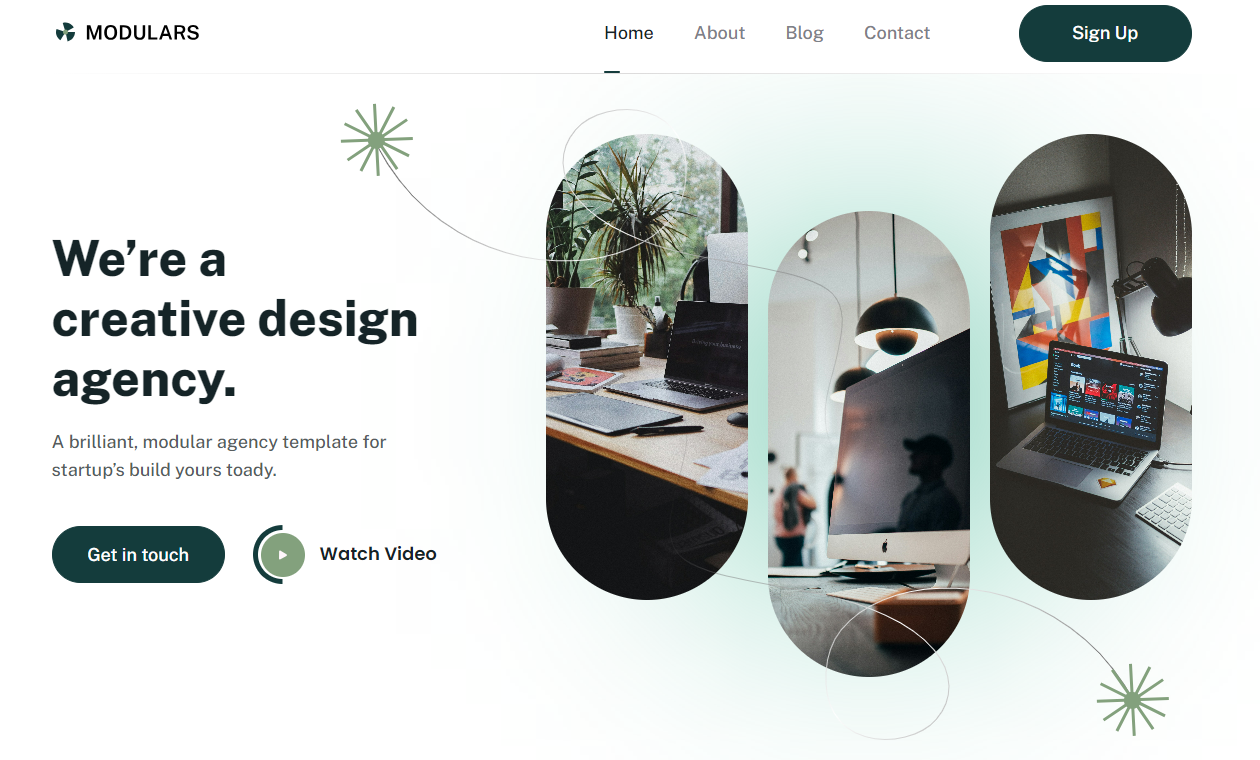 MODULARS
Home About Blog Contact
Sign Up
We’re a
creative design
agency.
A brilliant, modular agency template for
startup’s build yours toady.
Get in touch
Watch Video